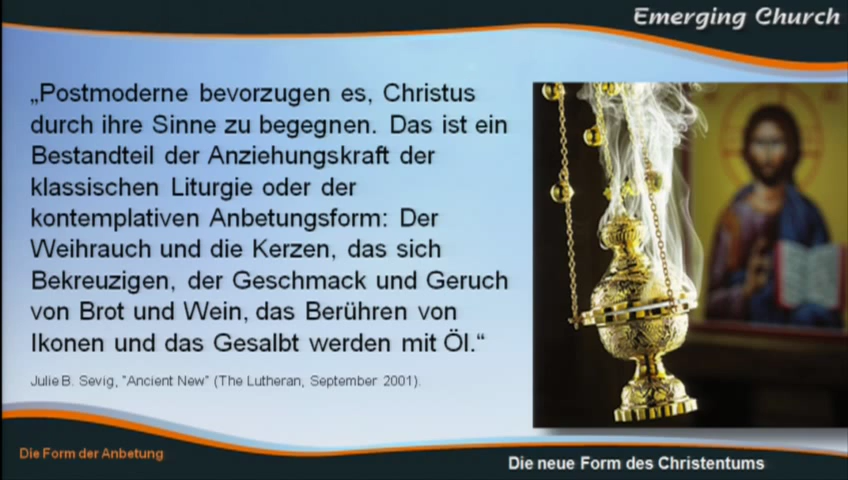 Emerging Church
„Postmoderne bevorzugen es, Christus
durch ihre Sinne zu begegnen. Das ist ein
Bestandteil der Anziehungskraft der
klassischen Liturgie oder der
kontemplativen Anbetungsform: Der
Weihrauch und die Kerzen, das sich
Bekreuzigen, der Geschmack und Geruch
von Brot und Wein, das Berühren von
Ikonen und das Gesalbt werden mit Öl.“
Julie B. Sevig, "Ancient New" (The Lutheran, September 2001).
Die Form der Anbetung
Die neue Form des Christentums